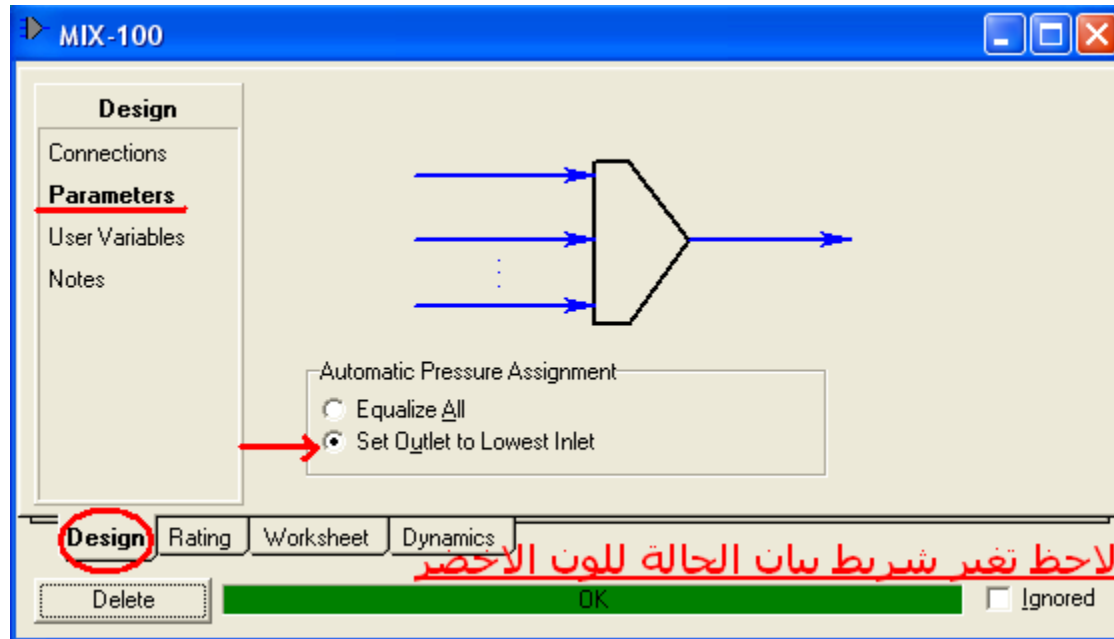 MIX-100
Design
Connections
Parameters
User Variables
Notes
Automatic Pressure Assignment
Equalize All
Set Outlet to Lowest Inlet
Design Rating Worksheet Dynamics
لاحظ تغير شريط بيان الحالة للون الاخضر
Delete OK Ignored